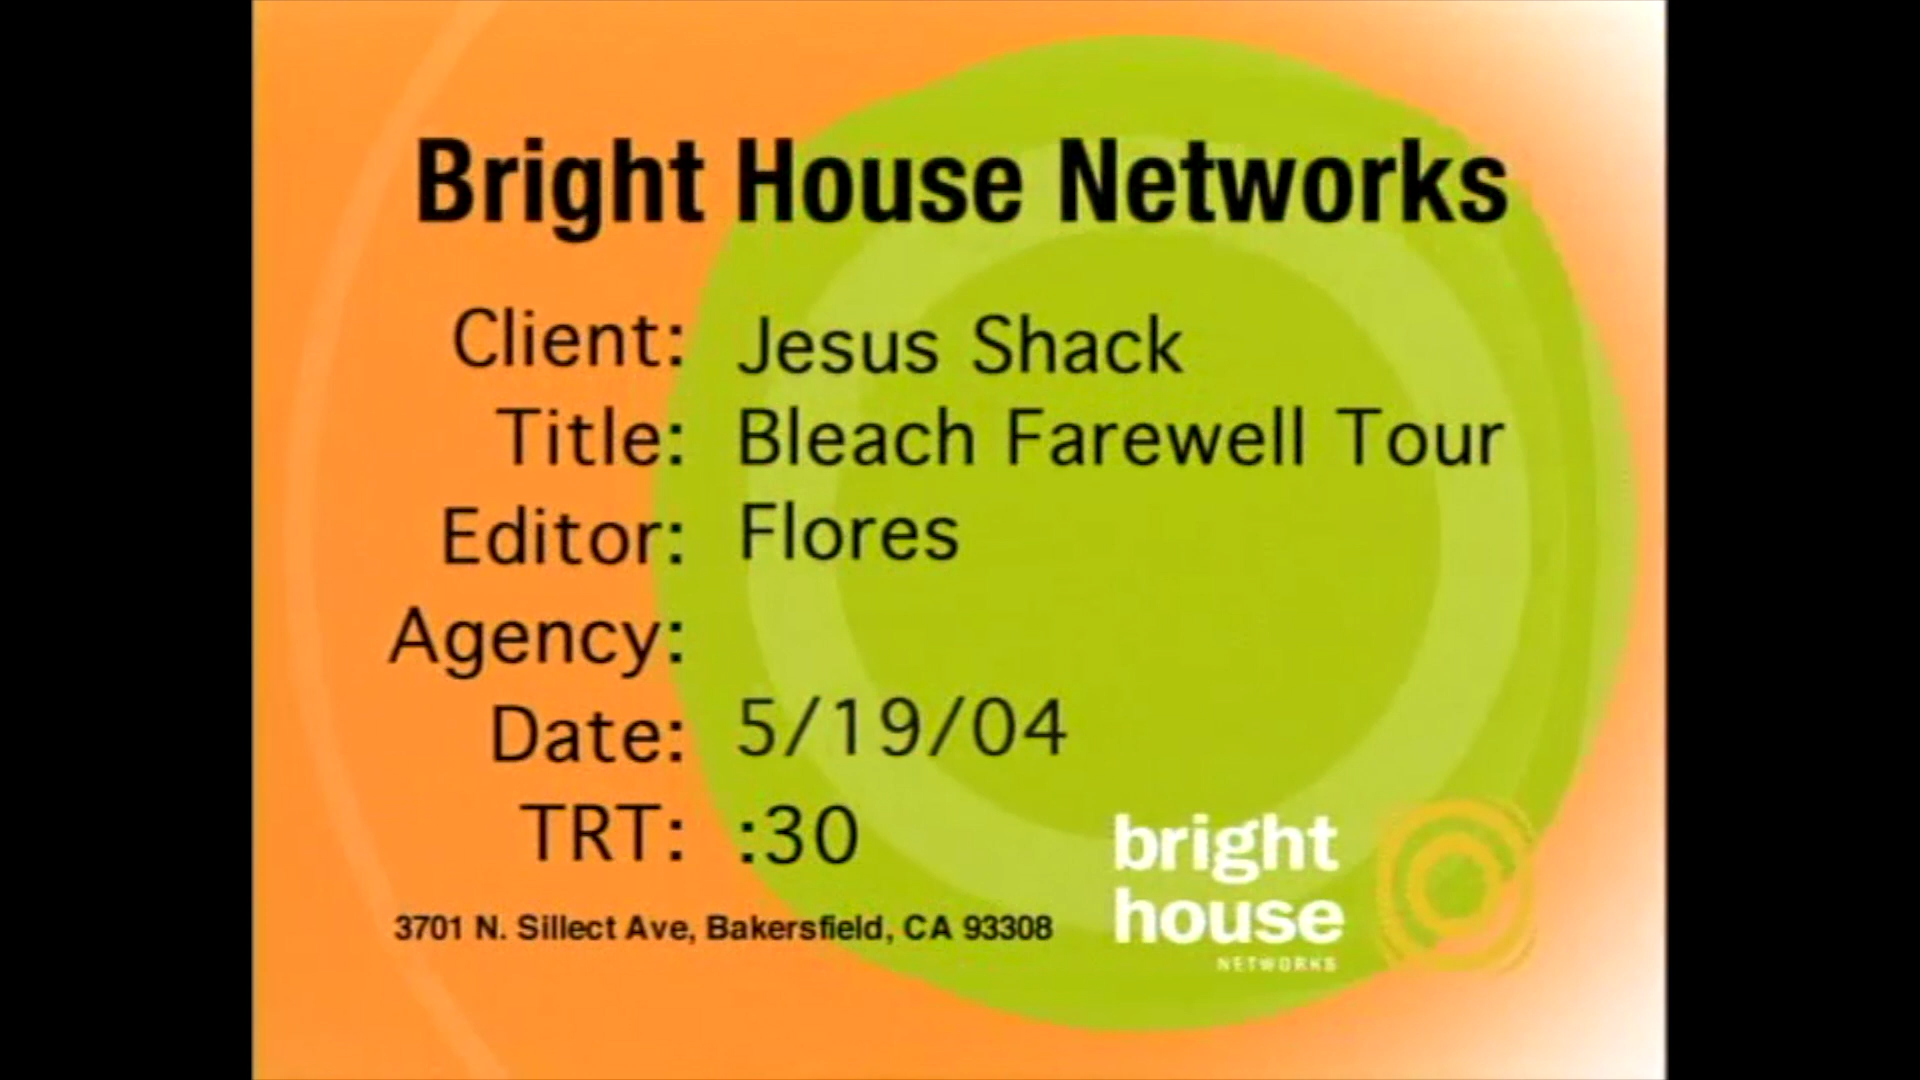 Bright House Networks
Client: Jesus Shack
Title: Bleach Farewell Tour
Editor: Flores
Agency:
Date: 5/19/04
TRT: :30
3701 N. Sillect Ave, Bakersfield, CA 93308
bright
house
NETWORKS